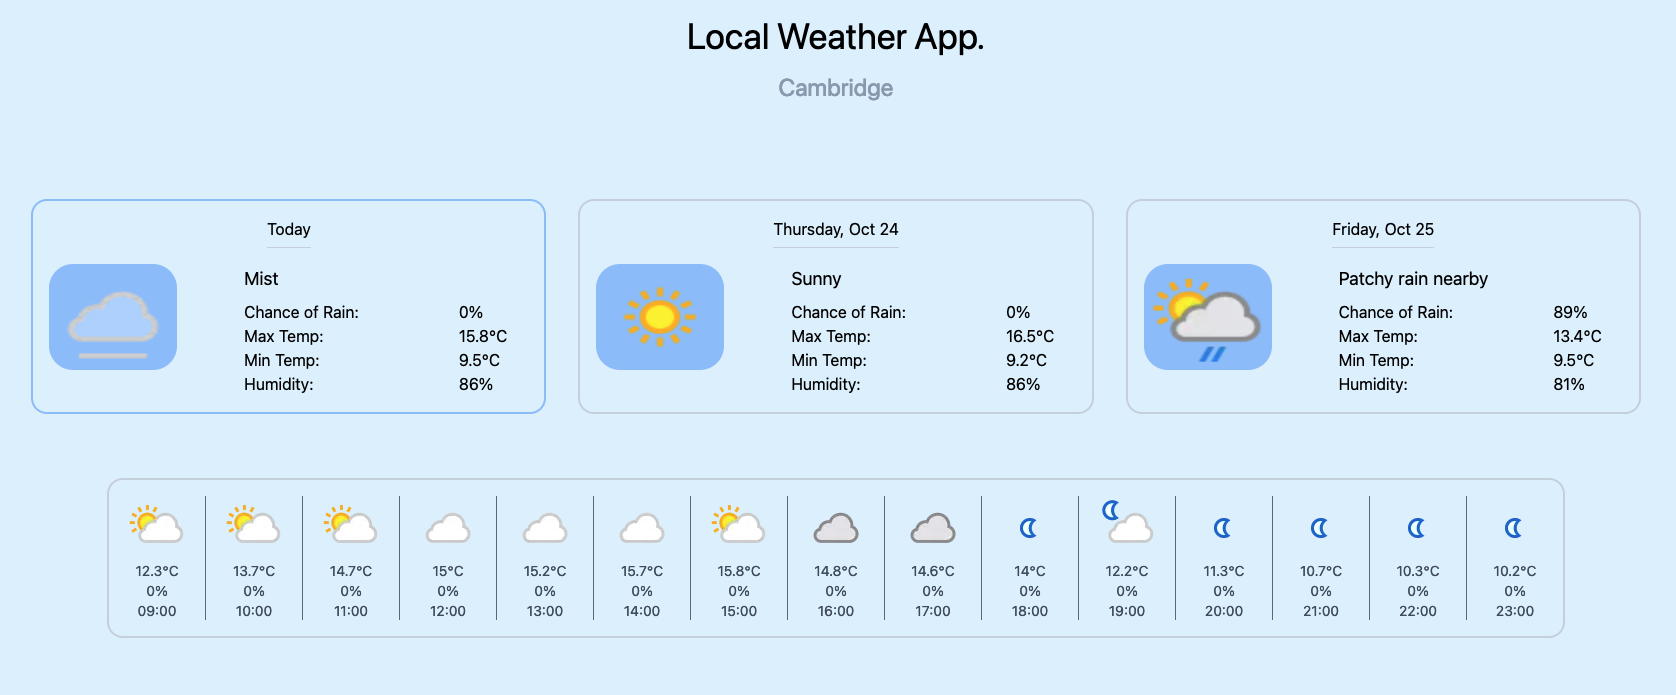 Local Weather App.
Cambridge
Today
Mist
Chance of Rain: 0%
Max Temp: 15.8°C
Min Temp: 9.5°C
Humidity: 86%
Thursday, Oct 24
Sunny
Chance of Rain: 0%
Max Temp: 16.5°C
Min Temp: 9.2°C
Humidity: 86%
Friday, Oct 25
Patchy rain nearby
Chance of Rain: 89%
Max Temp: 13.4°C
Min Temp: 9.5°C
Humidity: 81%
12.3°C 13.7°C 14.7°C 15°C 15.2°C 15.7°C 15.8°C 14.8°C 14.6°C 14°C 12.2°C 11.3°C 10.7°C 10.3°C 10.2°C
0% 0% 0% 0% 0% 0% 0% 0% 0% 0% 0% 0% 0% 0% 0%
09:00 10:00 11:00 12:00 13:00 14:00 15:00 16:00 17:00 18:00 19:00 20:00 21:00 22:00 23:00